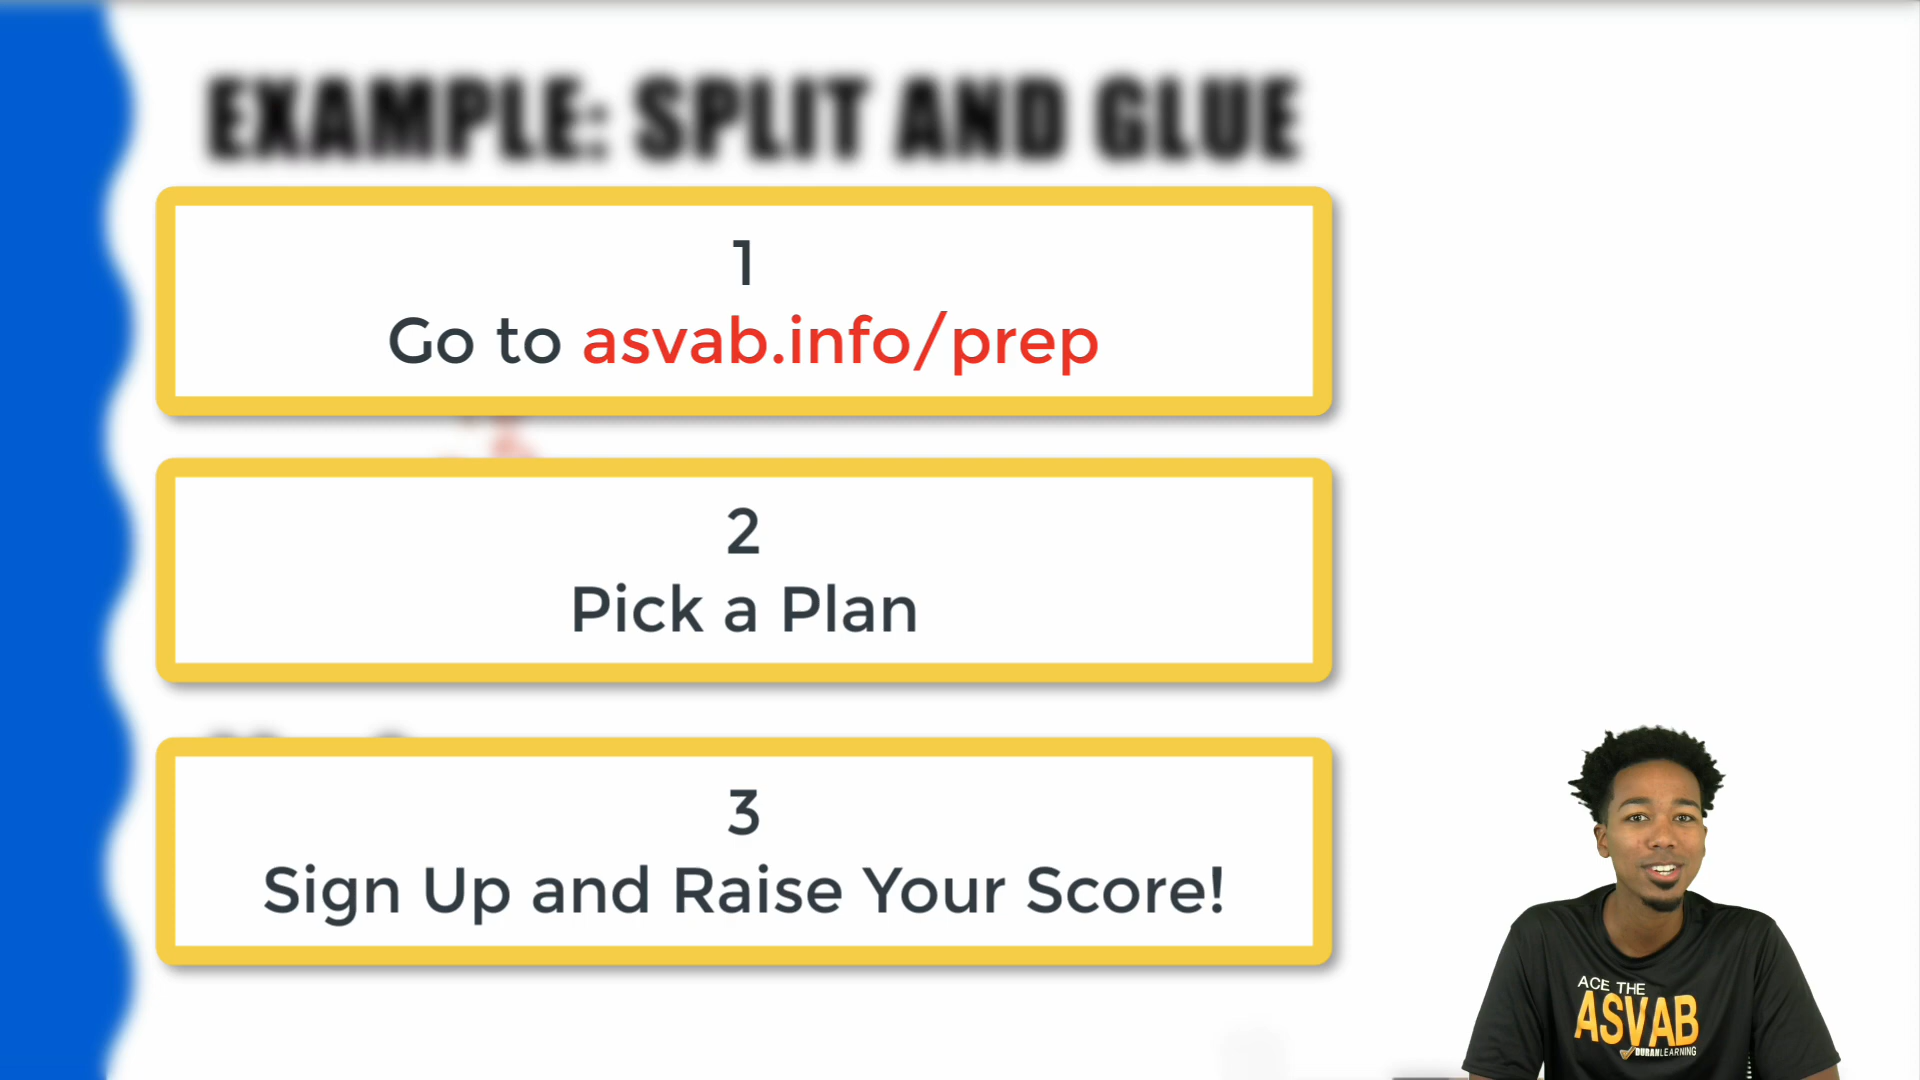 EXAMPLE: SPLIT AND GLUE
1
Go to asvab.info/prep
2
Pick a Plan
3
Sign Up and Raise Your Score!
ACE THE
ASVAB
DURANLEARNING